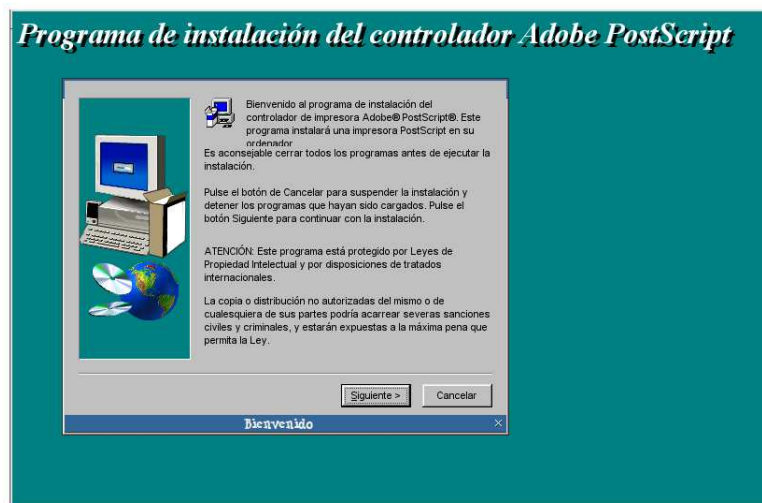 Programa de instalación del controlador Adobe PostScript
Bienvenido al programa de instalación del
controlador de impresora Adobe® PostScript®. Este
programa instalará una impresora PostScript en su
ordenador
Es aconsejable cerrar todos los programas antes de ejecutar la
instalación.
Pulse el botón de Cancelar para suspender la instalación y
detener los programas que hayan sido cargados. Pulse el
botón Siguiente para continuar con la instalación.
ATENCIÓN: Este programa está protegido por Leyes de
Propiedad Intelectual y por disposiciones de tratados
internacionales.
La copia o distribución no autorizadas del mismo o de
cualesquiera de sus partes podría acarrear severas sanciones
civiles y criminales, y estarán expuestas a la máxima pena que
permita la Ley.
Siguiente > Cancelar
Bienvenido ×